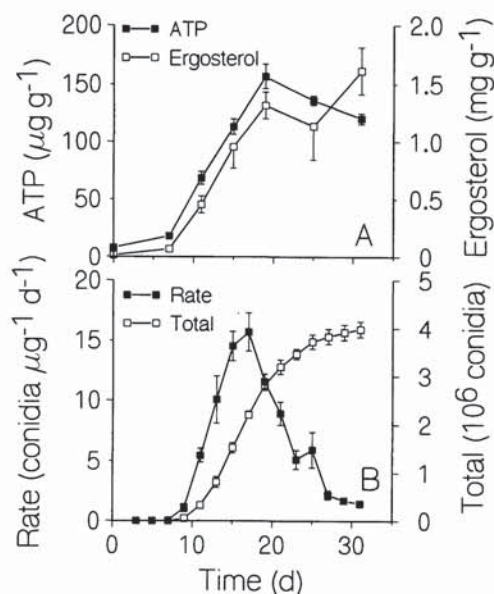 ATP
Ergosterol
ATP (µg g⁻¹)
200
150
100
50
0
Ergosterol (mg g⁻¹)
2.0
1.5
1.0
0.5
0
A
Rate
Total
Rate (conidia µg⁻¹ d⁻¹)
20
15
10
5
0
Total (10⁶ conidia)
5
4
3
2
1
0
B
0 10 20 30
Time (d)